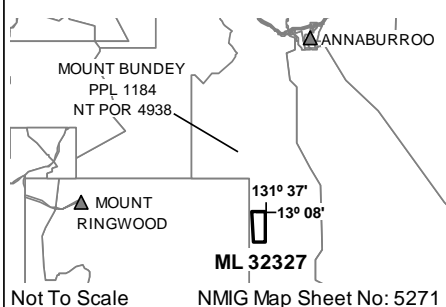 ANNABURROO
MOUNT BUNDEY
PPL 1184
NT POR 4938
131º 37'
13º 08'
MOUNT
RINGWOOD
ML 32327
Not To Scale NMIG Map Sheet No: 5271